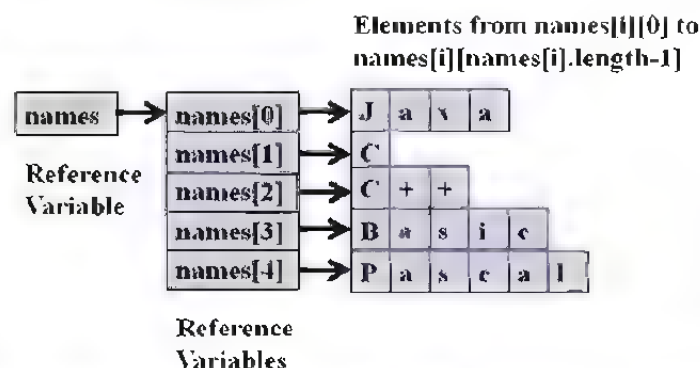 Elements from names[i][0] to
names[i][names[i].length-1]
names
names[0] J a v a
names[1] C
names[2] C + +
names[3] B a s i c
names[4] P a s c a l
Reference
Variable
Reference
Variables